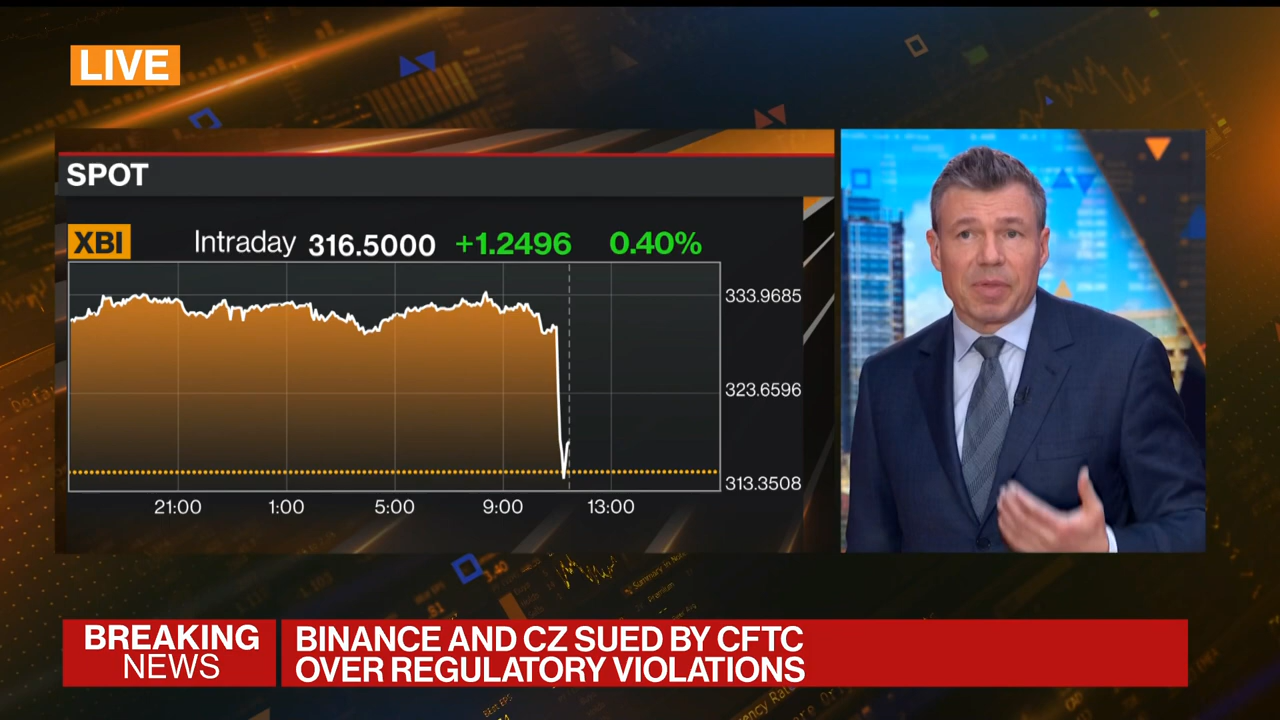 LIVE
SPOT
XBI Intraday 316.5000 +1.2496 0.40%
333.9685
323.6596
313.3508
21:00 1:00 5:00 9:00 13:00
BREAKING
NEWS
BINANCE AND CZ SUED BY CFTC
OVER REGULATORY VIOLATIONS